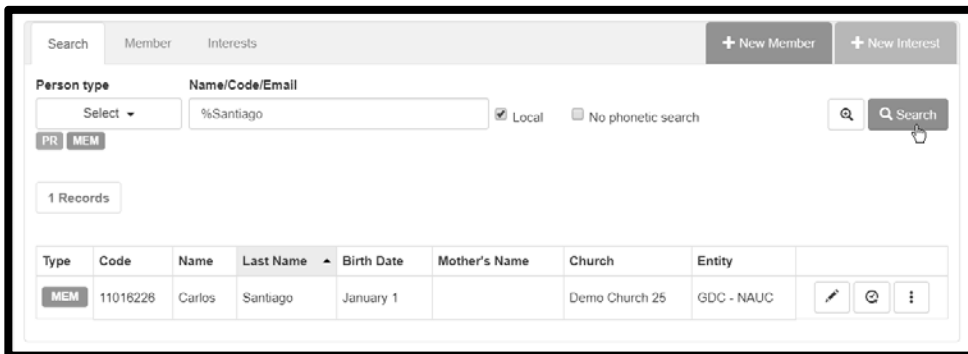 Search Member Interests + New Member + New Interest
Person type Name/Code/Email
Select %Santiago Local No phonetic search Search
PR MEM
1 Records
Type Code Name Last Name Birth Date Mother's Name Church Entity
MEM 11016226 Carlos Santiago January 1 Demo Church 25 GDC - NAUC